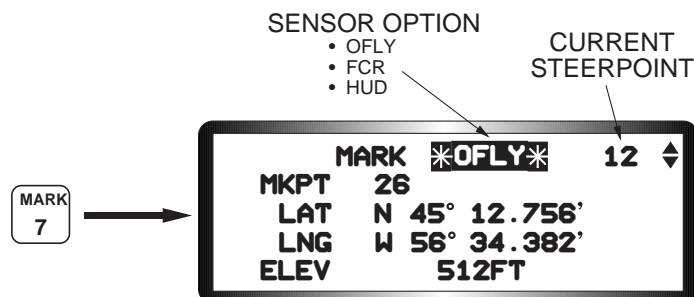 SENSOR OPTION
• OFLY
• FCR
• HUD
CURRENT
STEERPOINT
MARK
7
MARK *OFLY* 12
MKPT 26
LAT N 45° 12.756’
LNG W 56° 34.382’
ELEV 512FT